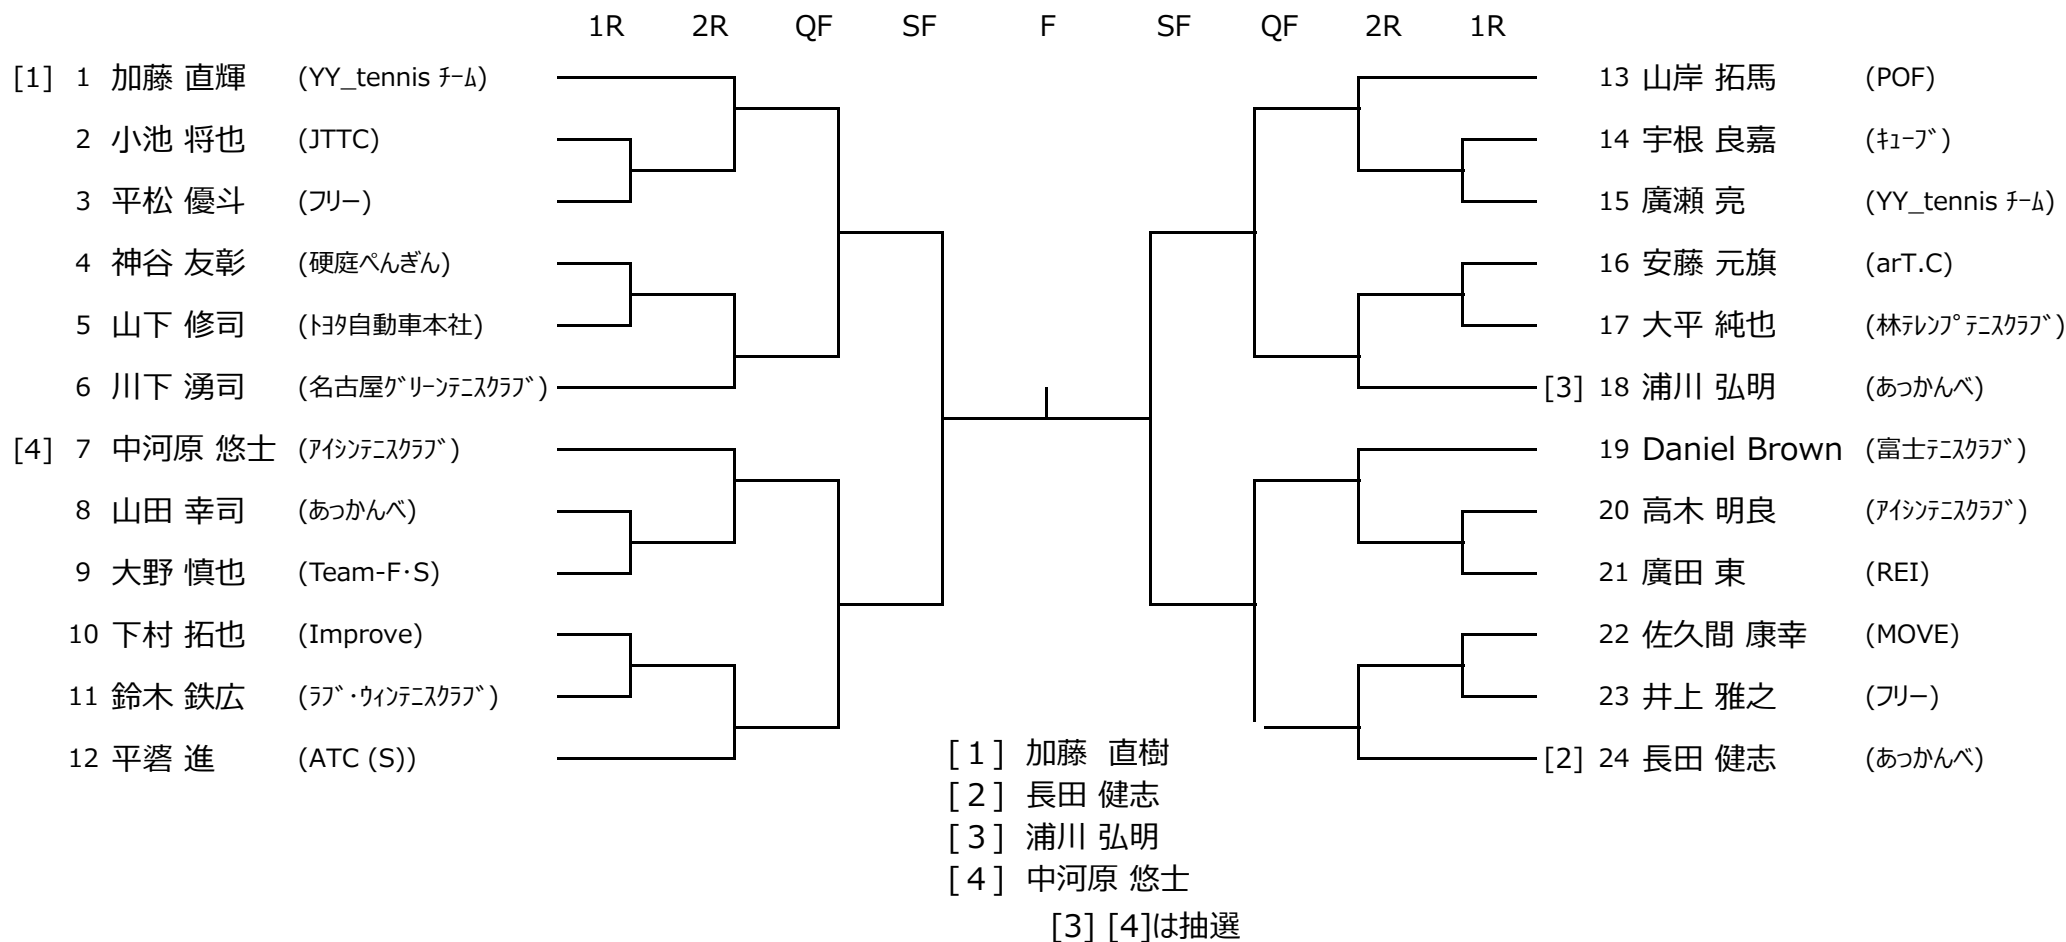 1R 2R QF SF F SF QF 2R 1R
[1] 1 加藤 直輝 (YY_tennis ﾁｰﾑ) 13 山岸 拓馬 (POF)
2 小池 将也 (JTTC) 14 宇根 良嘉 (ｷｭｰﾌﾞ)
3 平松 優斗 (フリー) 15 廣瀬 亮 (YY_tennis ﾁｰﾑ)
4 神谷 友彰 (硬庭ぺんぎん) 16 安藤 元旗 (arT.C)
5 山下 修司 (ﾄﾖﾀ自動車本社) 17 大平 純也 (林ﾃﾚﾝﾌﾟﾃﾆｽｸﾗﾌﾞ)
6 川下 湧司 (名古屋ｸﾞﾘｰﾝﾃﾆｽｸﾗﾌﾞ) [3] 18 浦川 弘明 (あっかんべ)
[4] 7 中河原 悠士 (ｱｲｼﾝﾃﾆｽｸﾗﾌﾞ) 19 Daniel Brown (富士ﾃﾆｽｸﾗﾌﾞ)
8 山田 幸司 (あっかんべ) 20 高木 明良 (ｱｲｼﾝﾃﾆｽｸﾗﾌﾞ)
9 大野 慎也 (Team-F･S) 21 廣田 東 (REI)
10 下村 拓也 (Improve) 22 佐久間 康幸 (MOVE)
11 鈴木 鉄広 (ﾗﾌﾞ･ｳｨﾝﾃﾆｽｸﾗﾌﾞ) 23 井上 雅之 (フリー)
12 平 進 (ATC (S)) [2] 24 長田 健志 (あっかんべ)
[１] 加藤 直樹
[２] 長田 健志
[３] 浦川 弘明
[４] 中河原 悠士
[3] [4]は抽選